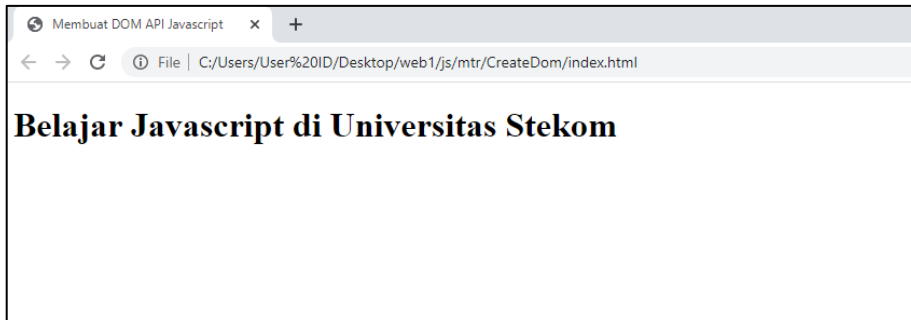 Membuat DOM API Javascript
File | C:/Users/User%20ID/Desktop/web1/js/mtr/CreateDom/index.html
Belajar Javascript di Universitas Stekom